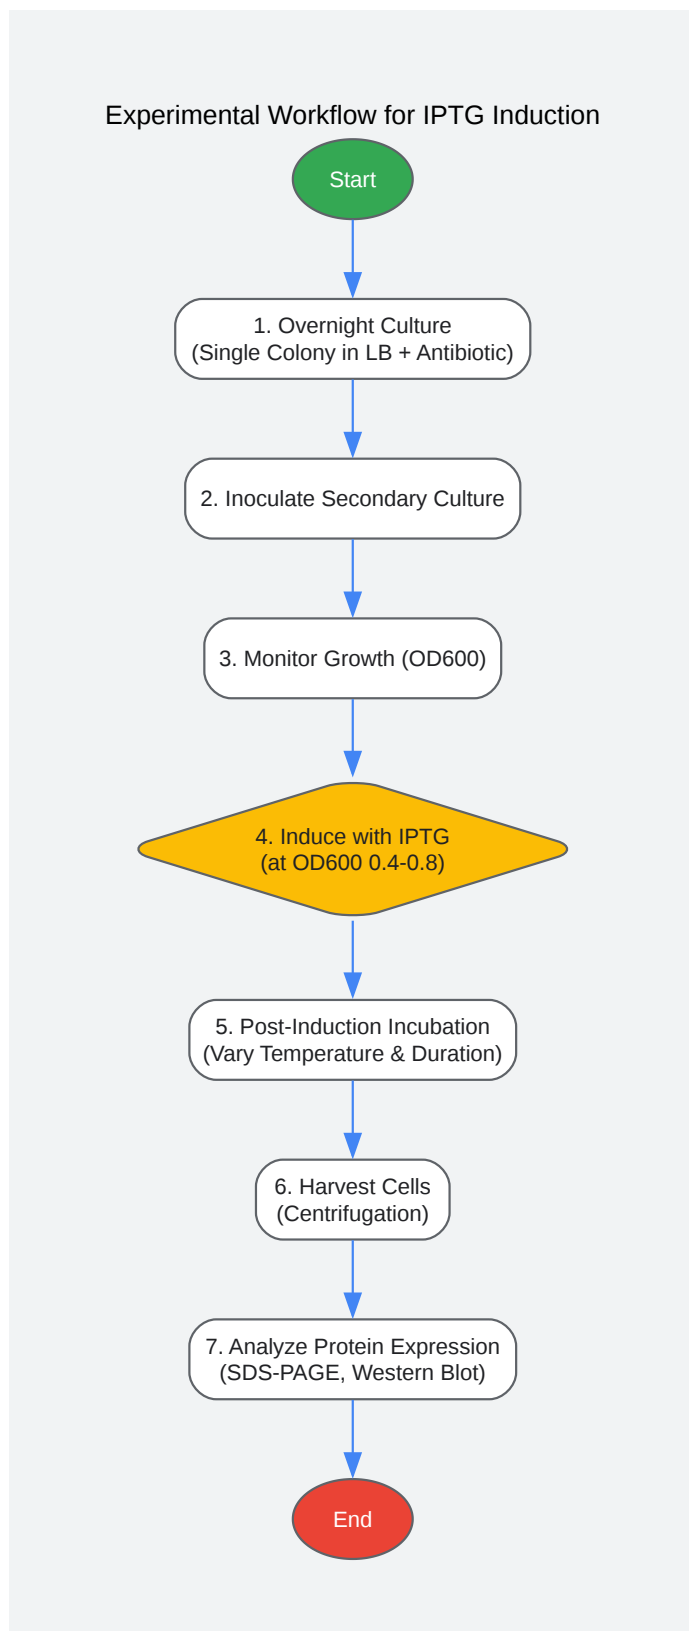 Experimental Workflow for IPTG Induction
Start
1. Overnight Culture
(Single Colony in LB + Antibiotic)
2. Inoculate Secondary Culture
3. Monitor Growth (OD600)
4. Induce with IPTG
(at OD600 0.4-0.8)
5. Post-Induction Incubation
(Vary Temperature & Duration)
6. Harvest Cells
(Centrifugation)
7. Analyze Protein Expression
(SDS-PAGE, Western Blot)
End